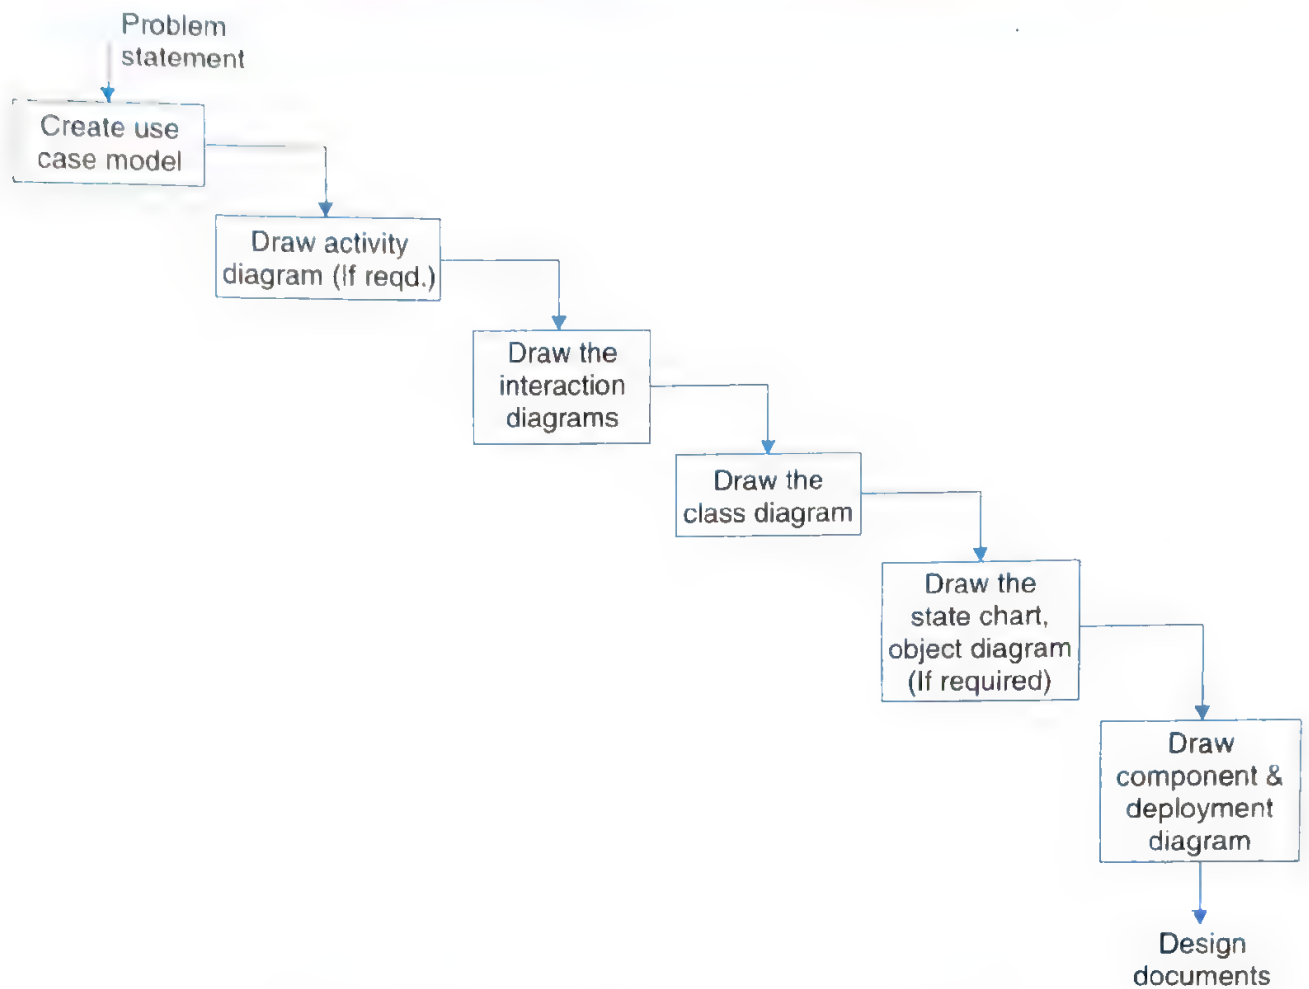 Problem
statement
Create use
case model
Draw activity
diagram (If reqd.)
Draw the
interaction
diagrams
Draw the
class diagram
Draw the
state chart,
object diagram
(If required)
Draw
component &
deployment
diagram
Design
documents